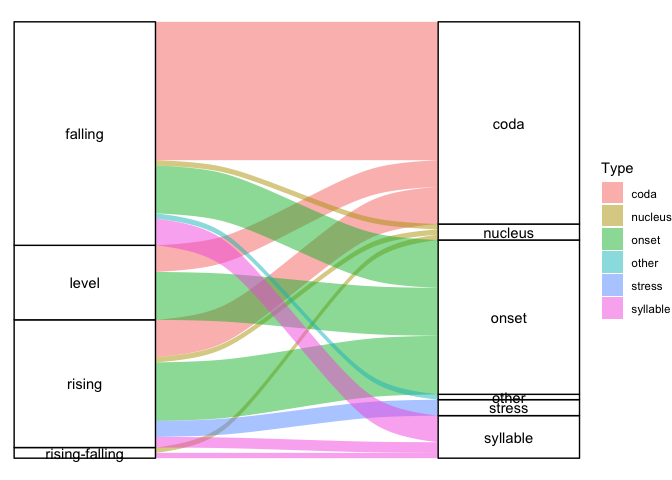 falling
level
rising
rising-falling
coda
nucleus
onset
other
stress
syllable
Type
coda
nucleus
onset
other
stress
syllable